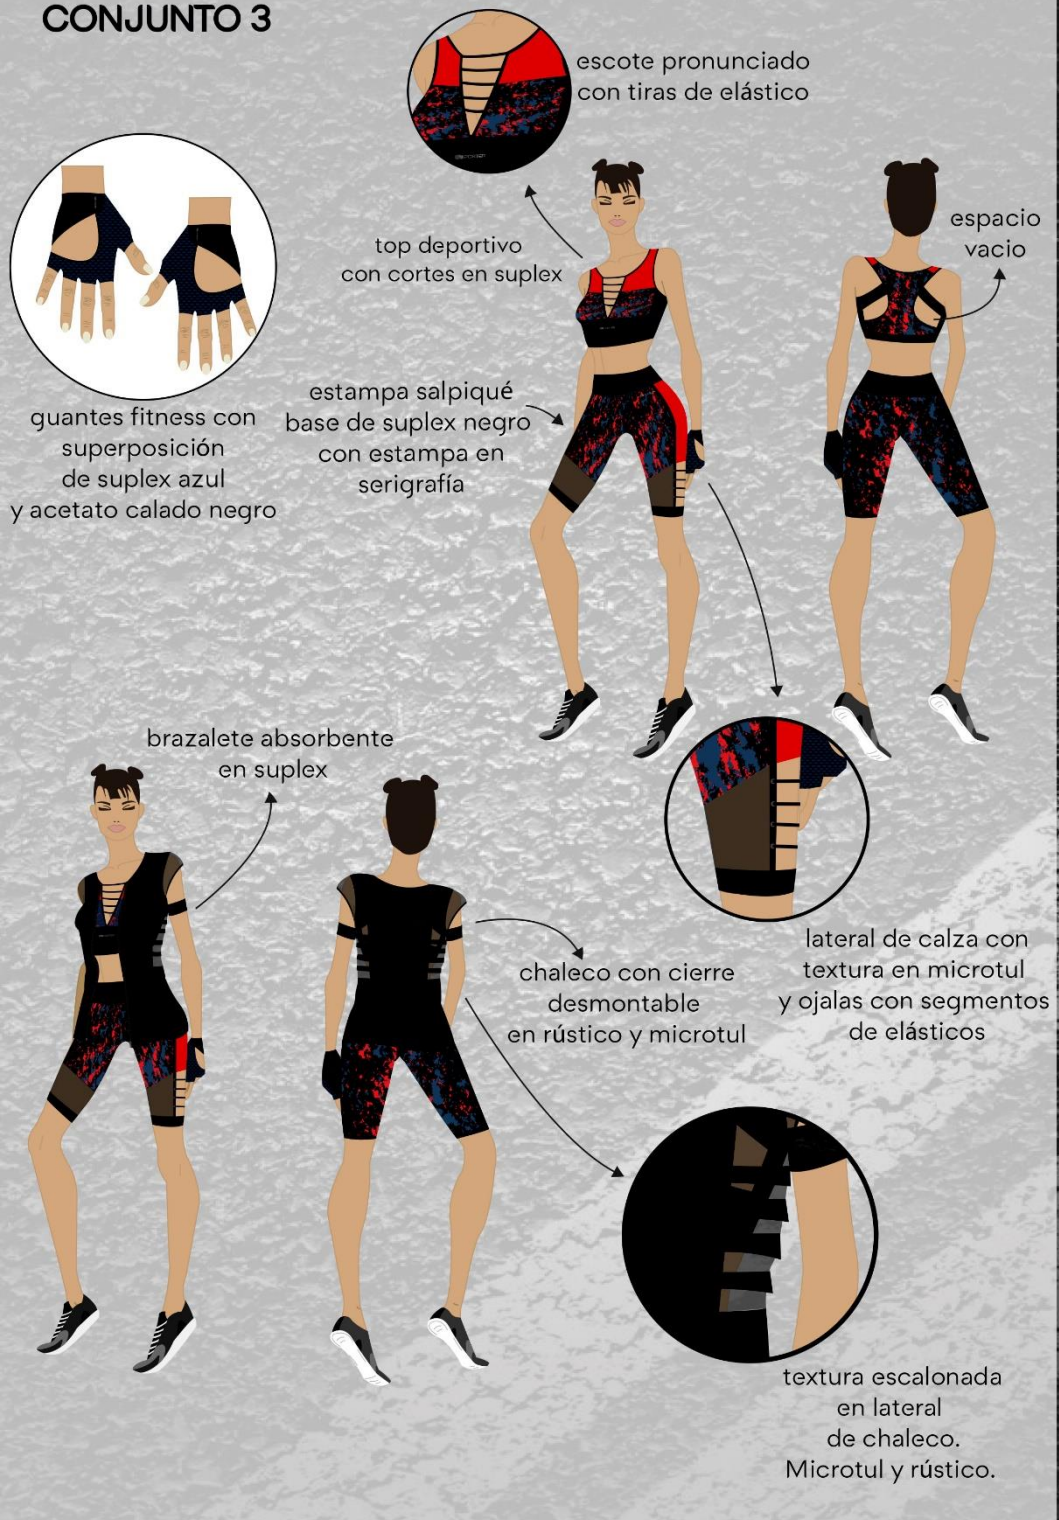 CONJUNTO 3
escote pronunciado
con tiras de elástico
espacio
vacio
top deportivo
con cortes en suplex
estampa salpiqué
base de suplex negro
con estampa en
serigrafía
guantes fitness con
superposición
de suplex azul
y acetato calado negro
brazalete absorbente
en suplex
chaleco con cierre
desmontable
en rústico y microtul
lateral de calza con
textura en microtul
y ojalas con segmentos
de elásticos
textura escalonada
en lateral
de chaleco.
Microtul y rústico.